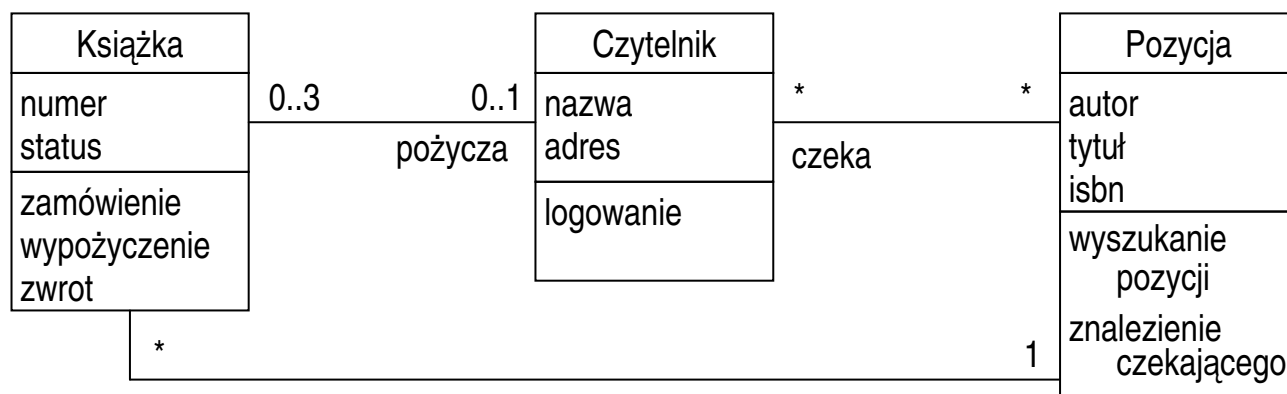 Książka
numer
status
zamówienie
wypożyczenie
zwrot
0..3
0..1
pożycza
Czytelnik
nazwa
adres
logowanie
*
*
czeka
Pozycja
autor
tytuł
isbn
wyszukanie
pozycji
znalezienie
czekającego
*
1